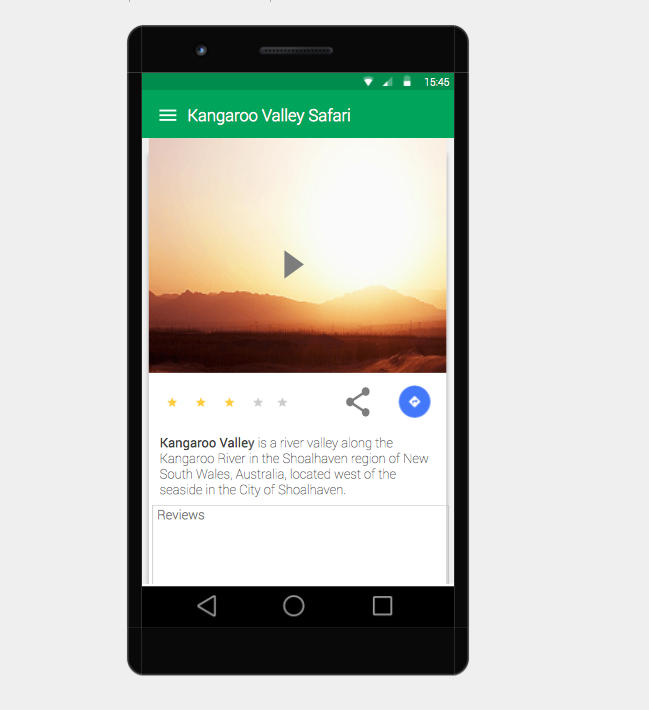 15:45
Kangaroo Valley Safari
Kangaroo Valley is a river valley along the
Kangaroo River in the Shoalhaven region of New
South Wales, Australia, located west of the
seaside in the City of Shoalhaven.
Reviews